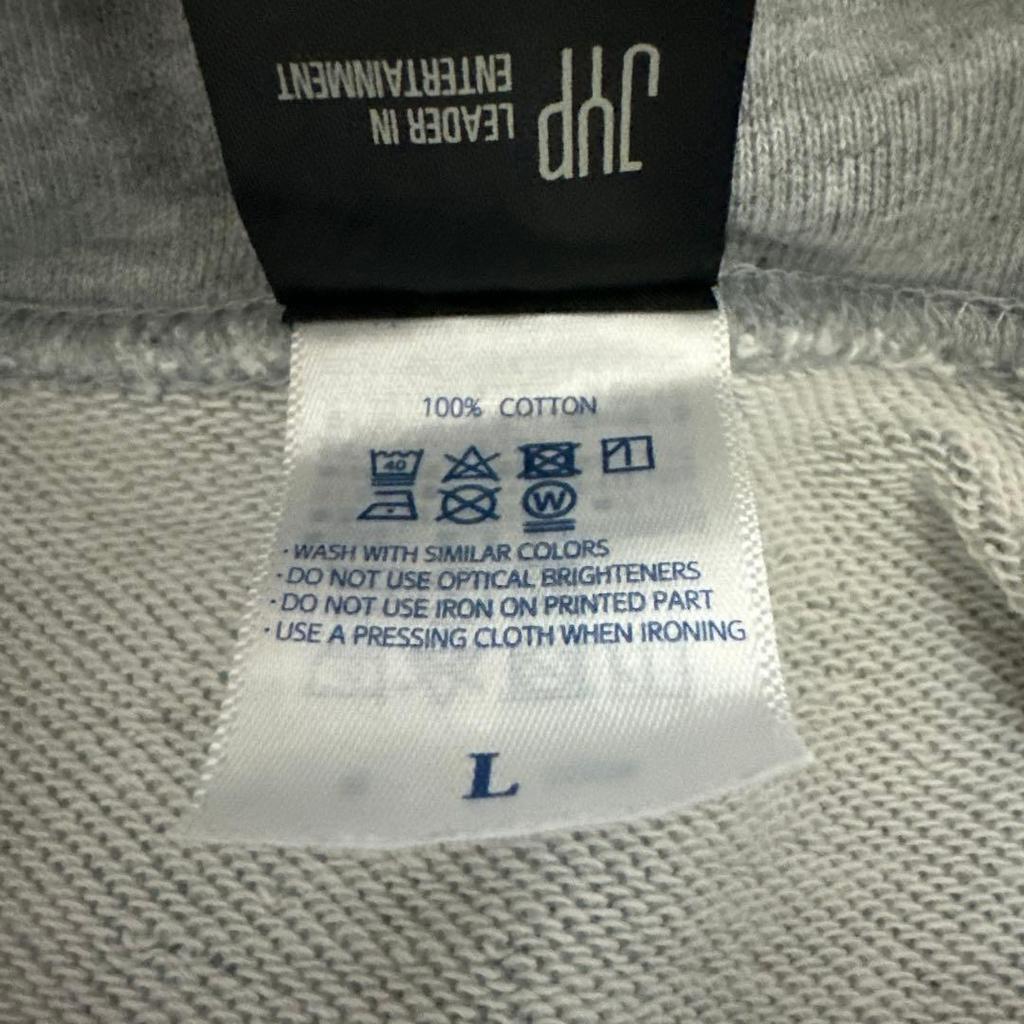 JYP
LEADER IN
ENTERTAINMENT
100% COTTON
40
W
· WASH WITH SIMILAR COLORS
· DO NOT USE OPTICAL BRIGHTENERS
· DO NOT USE IRON ON PRINTED PART
· USE A PRESSING CLOTH WHEN IRONING
L